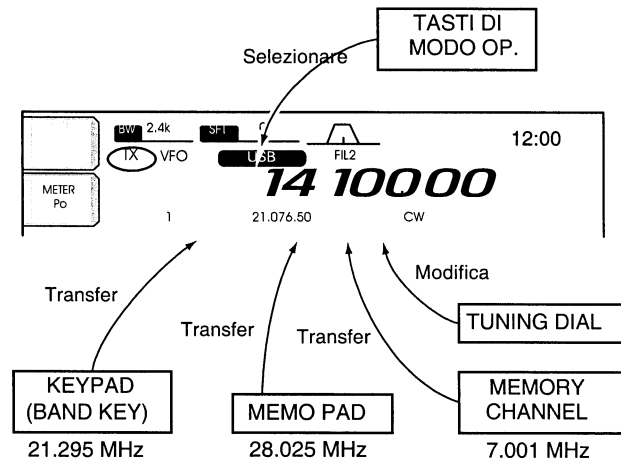 TASTI DI
MODO OP.
Selezionare
BW 2.4k SFT 0 12:00
TX VFO USB FIL2
14 100 00
METER
Po
1 21.076.50 CW
Modifica
Transfer
Transfer
Transfer
TUNING DIAL
KEYPAD
(BAND KEY)
MEMO PAD
MEMORY
CHANNEL
21.295 MHz 28.025 MHz 7.001 MHz